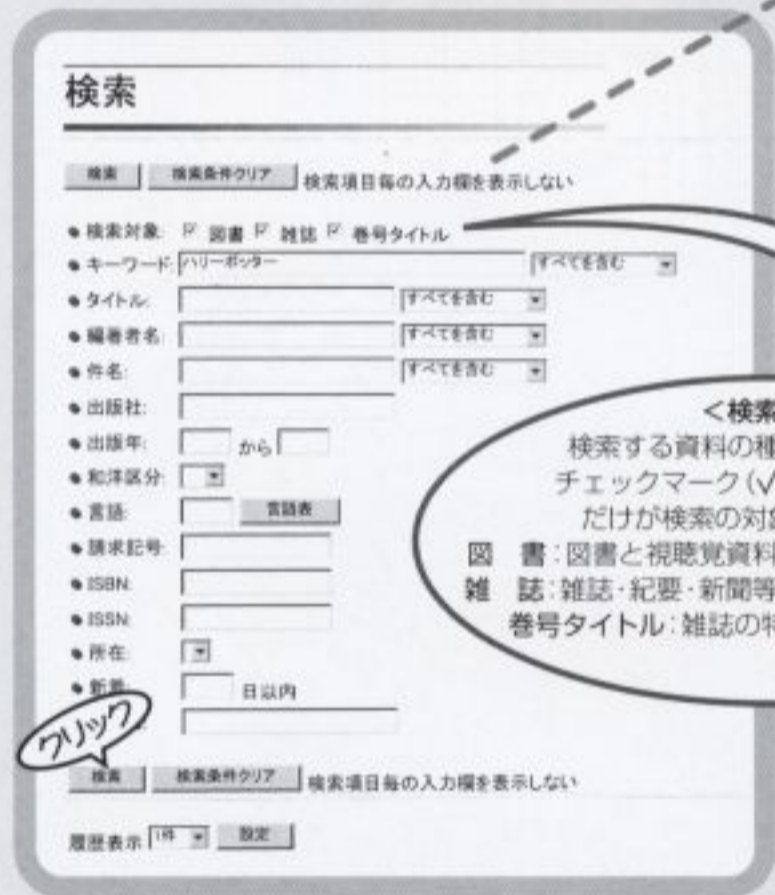 検索
検索 検索条件クリア 検索項目毎の入力欄を表示しない
検索対象: 図書 雑誌 巻号タイトル
キーワード: ハリーポッター すべてを含む
タイトル: すべてを含む
編著者名: すべてを含む
件名: すべてを含む
出版社:
出版年: から
和洋区分:
言語: 言語表
請求記号:
ISBN:
ISSN:
所在:
新着: 日以内
クリック
検索 検索条件クリア 検索項目毎の入力欄を表示しない
履歴表示 1件 設定
<検索
検索する資料の種
チェックマーク(√
だけが検索の対象
図 書:図書と視聴覚資料
雑 誌:雑誌・紀要・新聞等
巻号タイトル:雑誌の特